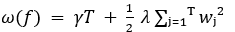 ω(f) = γT + ½ λ ∑ⱼ₌₁ᵀ wⱼ²